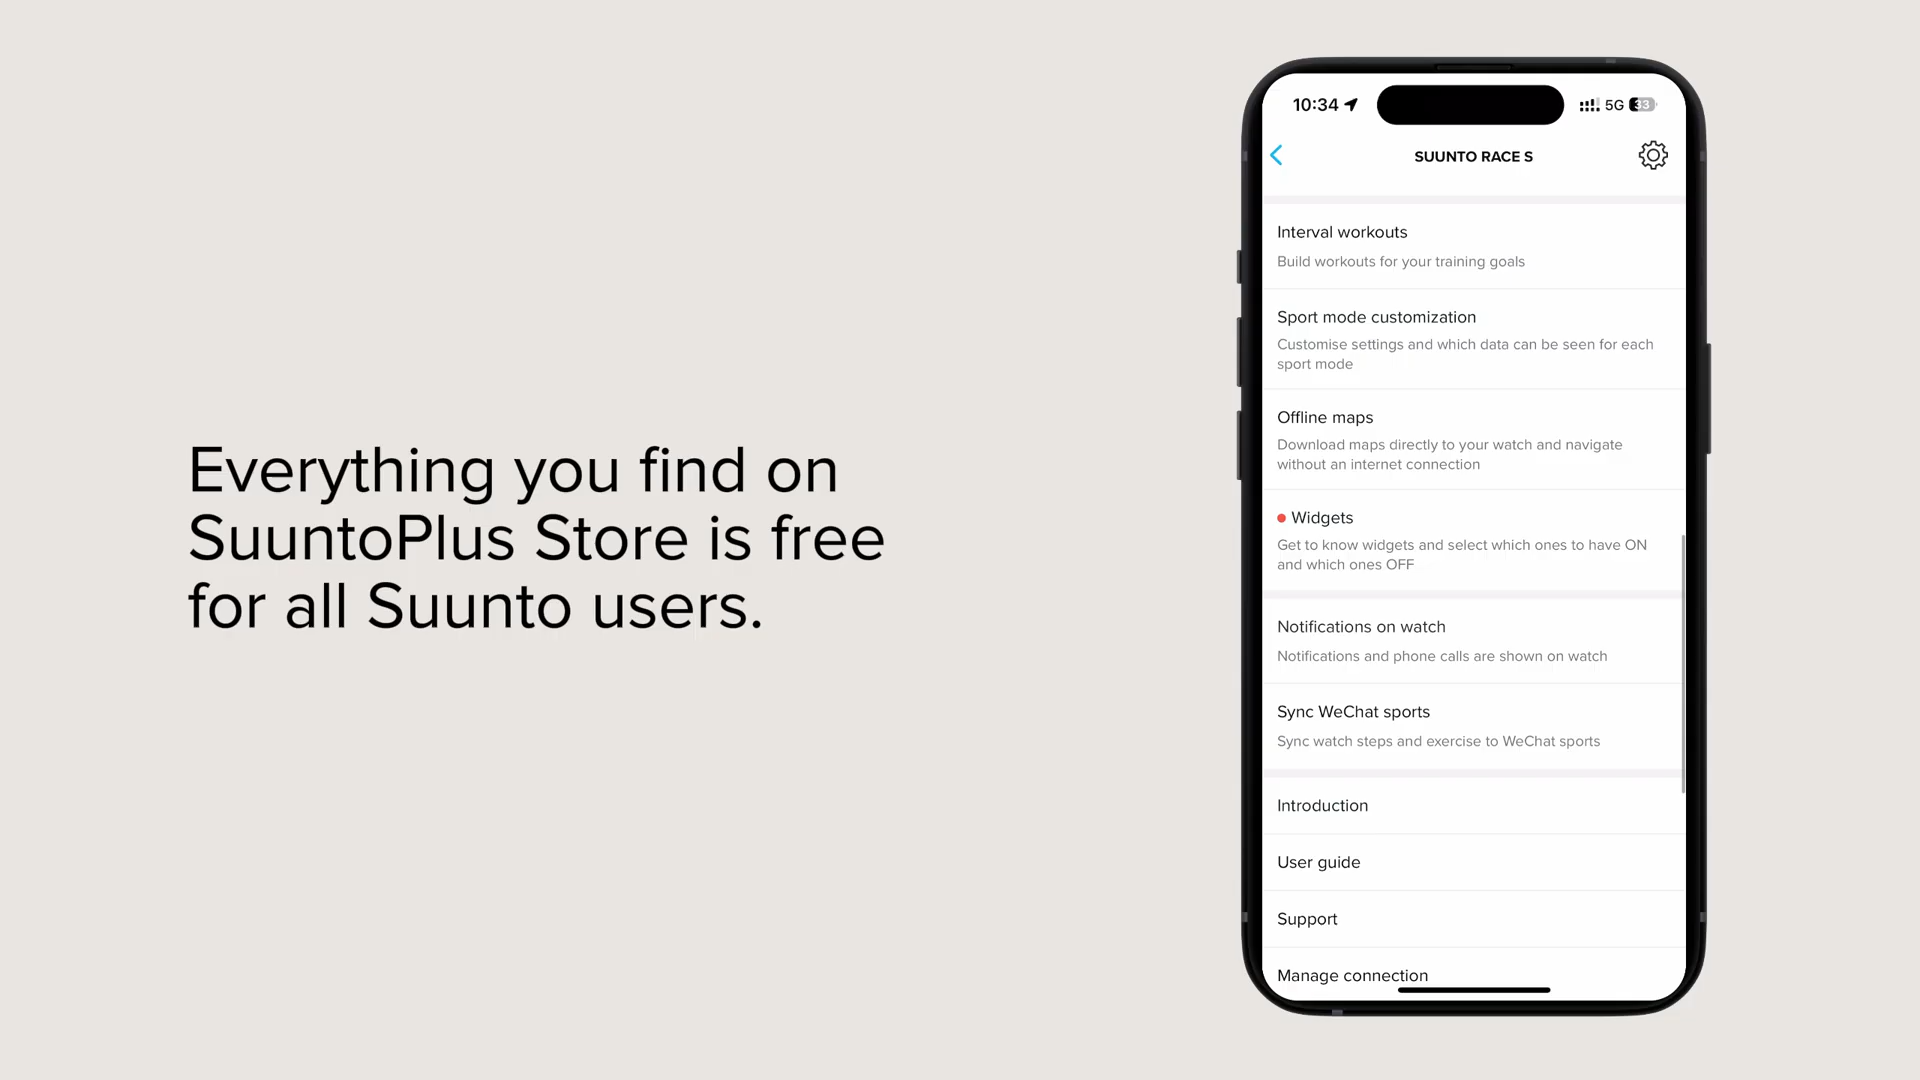 Everything you find on
SuuntoPlus Store is free
for all Suunto users.
10:34
5G
33
SUUNTO RACE S
Interval workouts
Build workouts for your training goals
Sport mode customization
Customise settings and which data can be seen for each
sport mode
Offline maps
Download maps directly to your watch and navigate
without an internet connection
Widgets
Get to know widgets and select which ones to have ON
and which ones OFF
Notifications on watch
Notifications and phone calls are shown on watch
Sync WeChat sports
Sync watch steps and exercise to WeChat sports
Introduction
User guide
Support
Manage connection